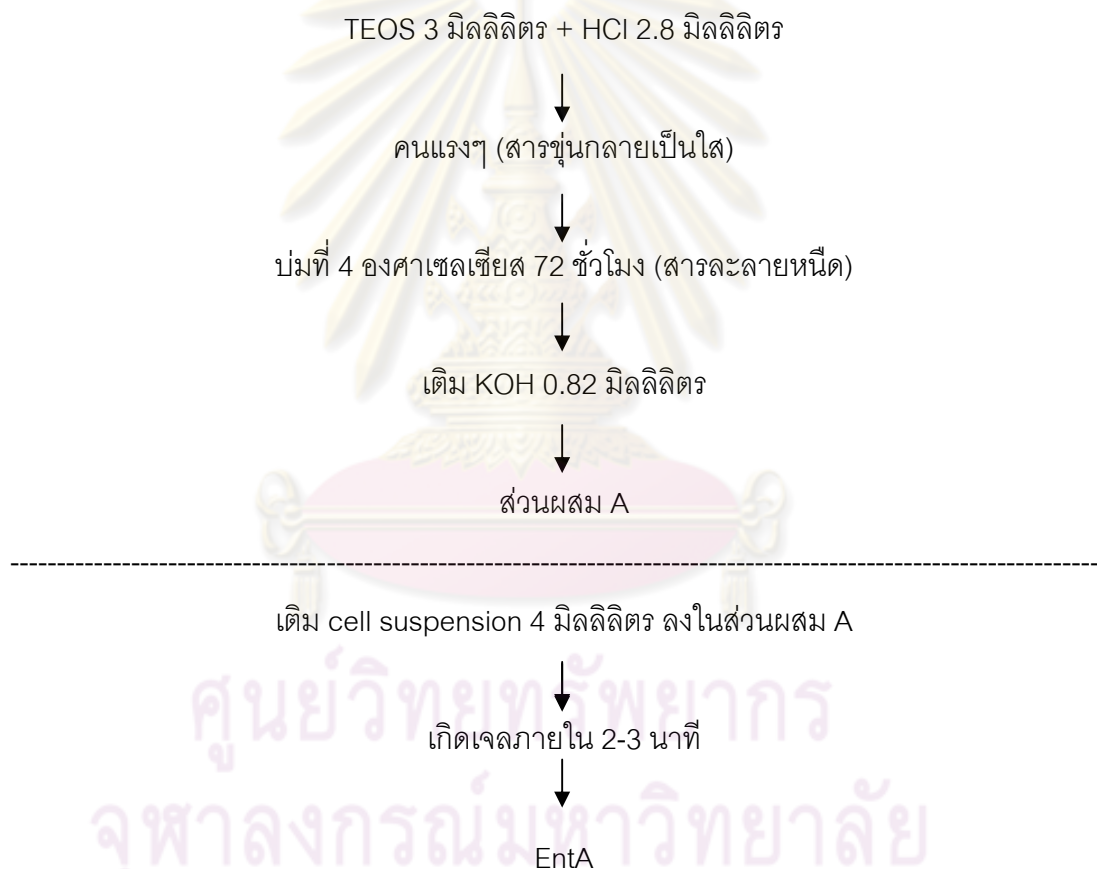 TEOS 3 มิลลิลิตร + HCl 2.8 มิลลิลิตร
คนแรงๆ (สารขุ่นกลายเป็นใส)
บ่มที่ 4 องศาเซลเซียส 72 ชั่วโมง (สารละลายหนืด)
เติม KOH 0.82 มิลลิลิตร
ส่วนผสม A
เติม cell suspension 4 มิลลิลิตร ลงในส่วนผสม A
ศูนย์วิทยทรัพยากร
เกิดเจลภายใน 2-3 นาที
จุฬาลงกรณ์มหาวิทยาลัย
EntA